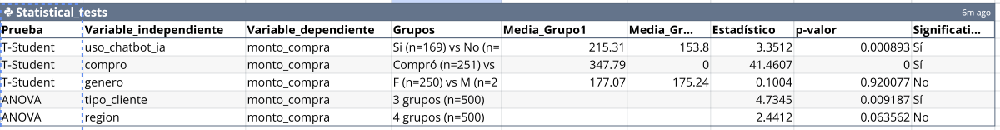 Statistical_tests 6m ago
Prueba Variable_independiente Variable_dependiente Grupos Media_Grupo1 Media_Gr... Estadístico p-valor Significati...
T-Student uso_chatbot_ia monto_compra Si (n=169) vs No (n= 215.31 153.8 3.3512 0.000893 Sí
T-Student compro monto_compra Compró (n=251) vs 347.79 0 41.4607 0 Sí
T-Student genero monto_compra F (n=250) vs M (n=2 177.07 175.24 0.1004 0.920077 No
ANOVA tipo_cliente monto_compra 3 grupos (n=500) 4.7345 0.009187 Sí
ANOVA region monto_compra 4 grupos (n=500) 2.4412 0.063562 No